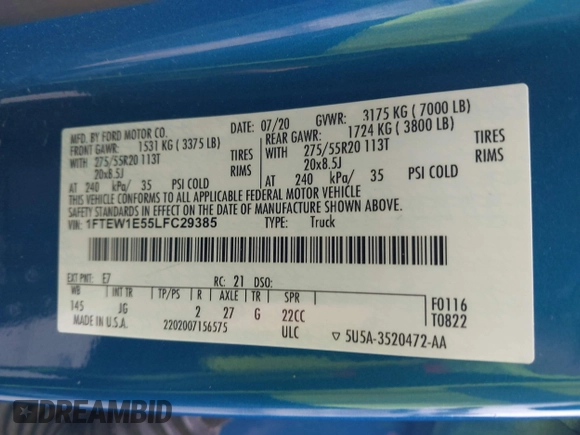 MFD. BY FORD MOTOR CO. DATE: 07/20 GVWR: 3175 KG ( 7000 LB)
FRONT GAWR: 1531 KG ( 3375 LB) REAR GAWR: 1724 KG ( 3800 LB)
WITH 275/55R20 113T TIRES WITH 275/55R20 113T TIRES
20x8.5J RIMS 20x8.5J RIMS
AT 240 kPa/ 35 PSI COLD AT 240 kPa/ 35 PSI COLD
THIS VEHICLE CONFORMS TO ALL APPLICABLE FEDERAL MOTOR VEHICLE
SAFETY STANDARDS IN EFFECT ON THE DATE OF MANUFACTURE SHOWN ABOVE.
VIN: 1FTEW1E55LFC29385 TYPE: Truck
EXT PNT: E7 RC: 21 DSO:
WB INT TR TP/PS R AXLE TR SPR
145 JG 2 27 G 22CC F0116
MADE IN U.S.A. 2202007156575 ULC T0822
▽ 5U5A-3520472-AA
DREAMBID